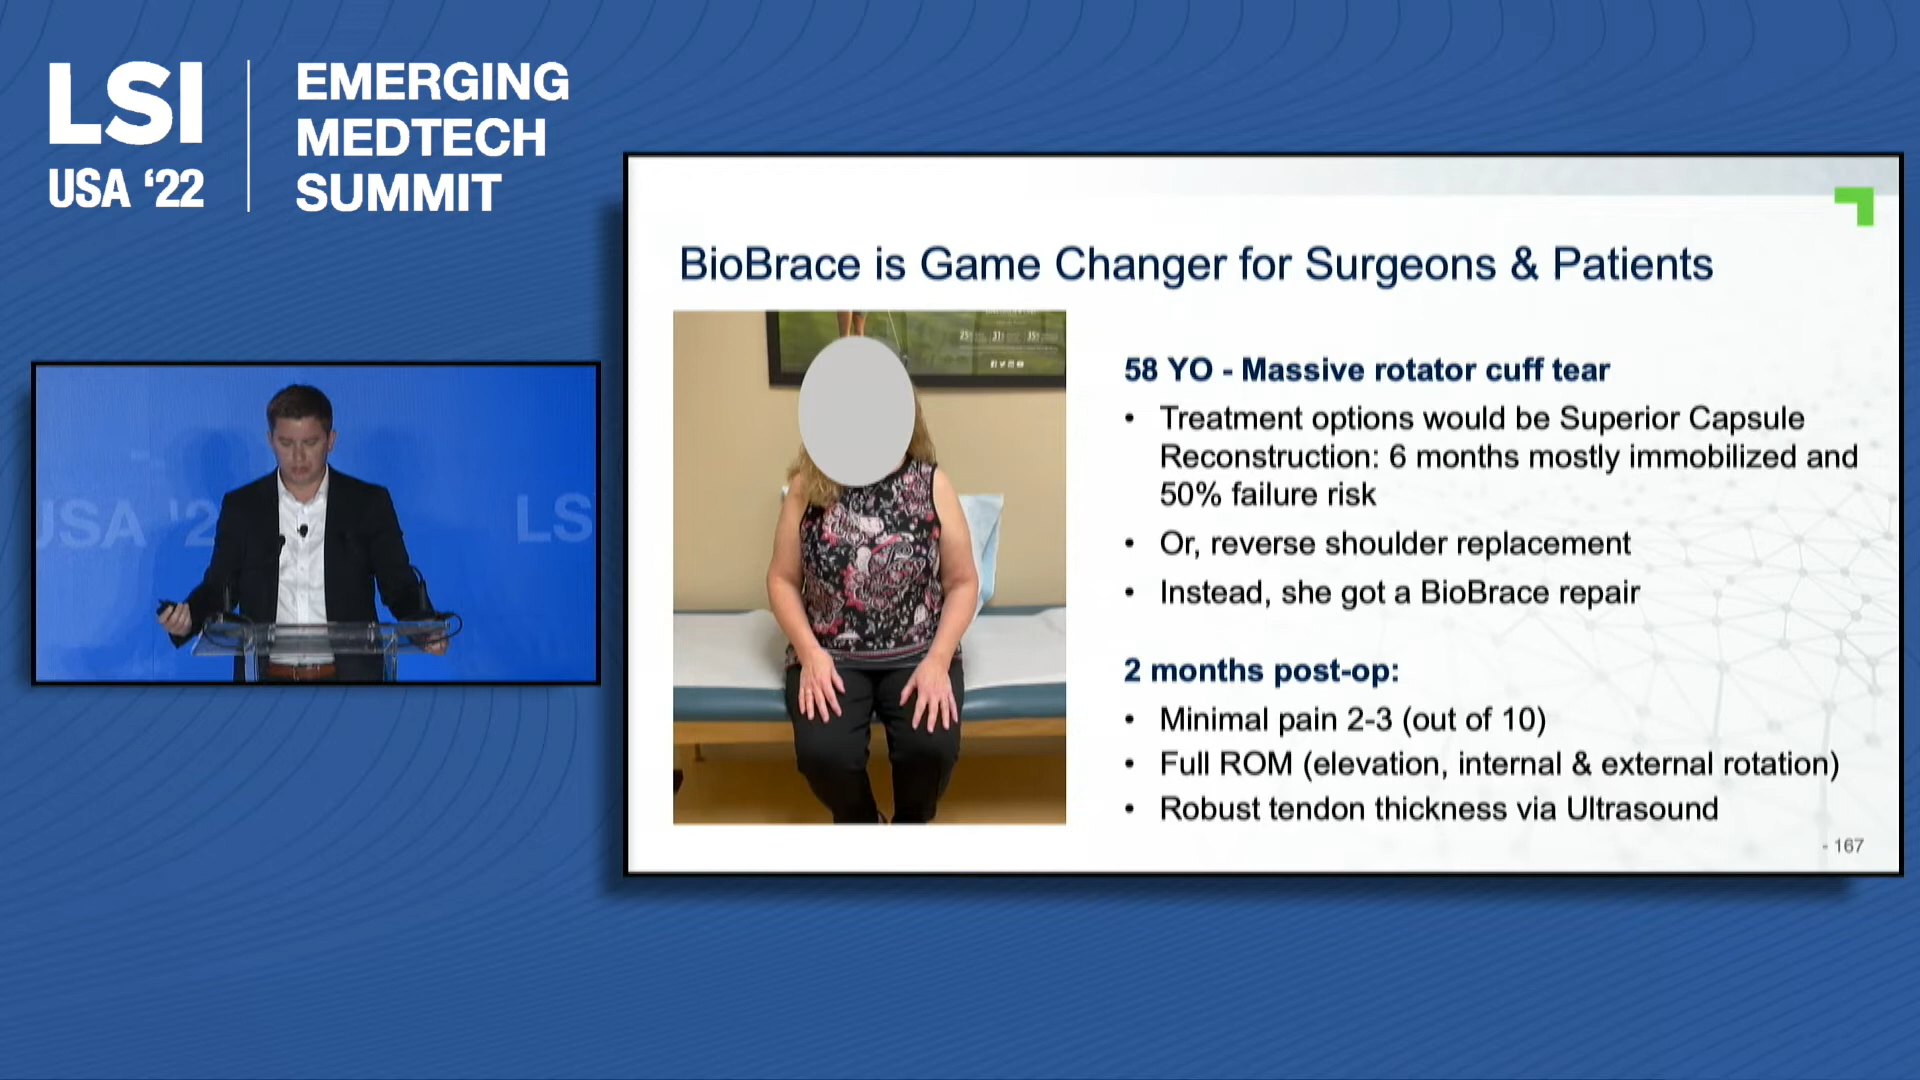 LSI
USA ‘22
EMERGING
MEDTECH
SUMMIT
USA '2
LS
BioBrace is Game Changer for Surgeons & Patients
58 YO - Massive rotator cuff tear
• Treatment options would be Superior Capsule
Reconstruction: 6 months mostly immobilized and
50% failure risk
• Or, reverse shoulder replacement
• Instead, she got a BioBrace repair
2 months post-op:
• Minimal pain 2-3 (out of 10)
• Full ROM (elevation, internal & external rotation)
• Robust tendon thickness via Ultrasound
- 167